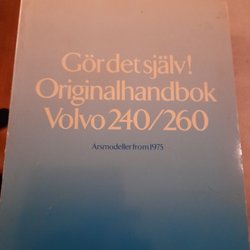 Gör det själv!
Originalhandbok
Volvo 240/260
Årsmodeller from 1975